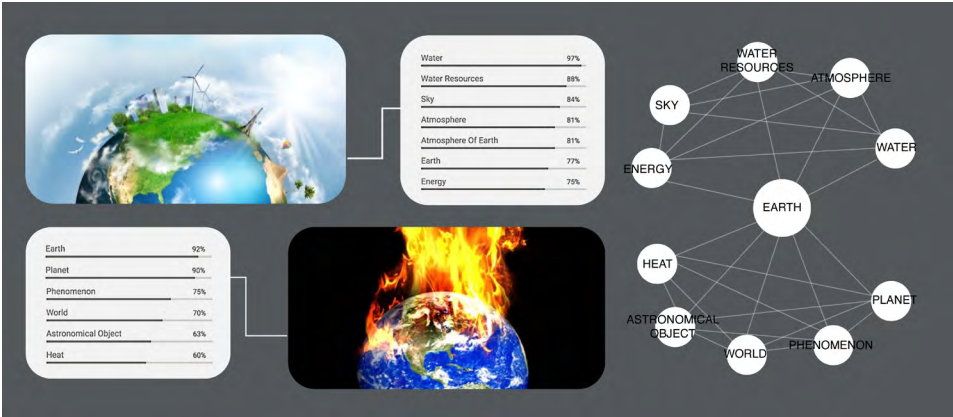 Water 97%
Water Resources 88%
Sky 84%
Atmosphere 81%
Atmosphere Of Earth 81%
Earth 77%
Energy 75%
Earth 92%
Planet 90%
Phenomenon 75%
World 70%
Astronomical Object 63%
Heat 60%
WATER
RESOURCES
ATMOSPHERE
SKY
WATER
ENERGY
EARTH
HEAT
PLANET
ASTRONOMICAL
OBJECT
WORLD
PHENOMENON